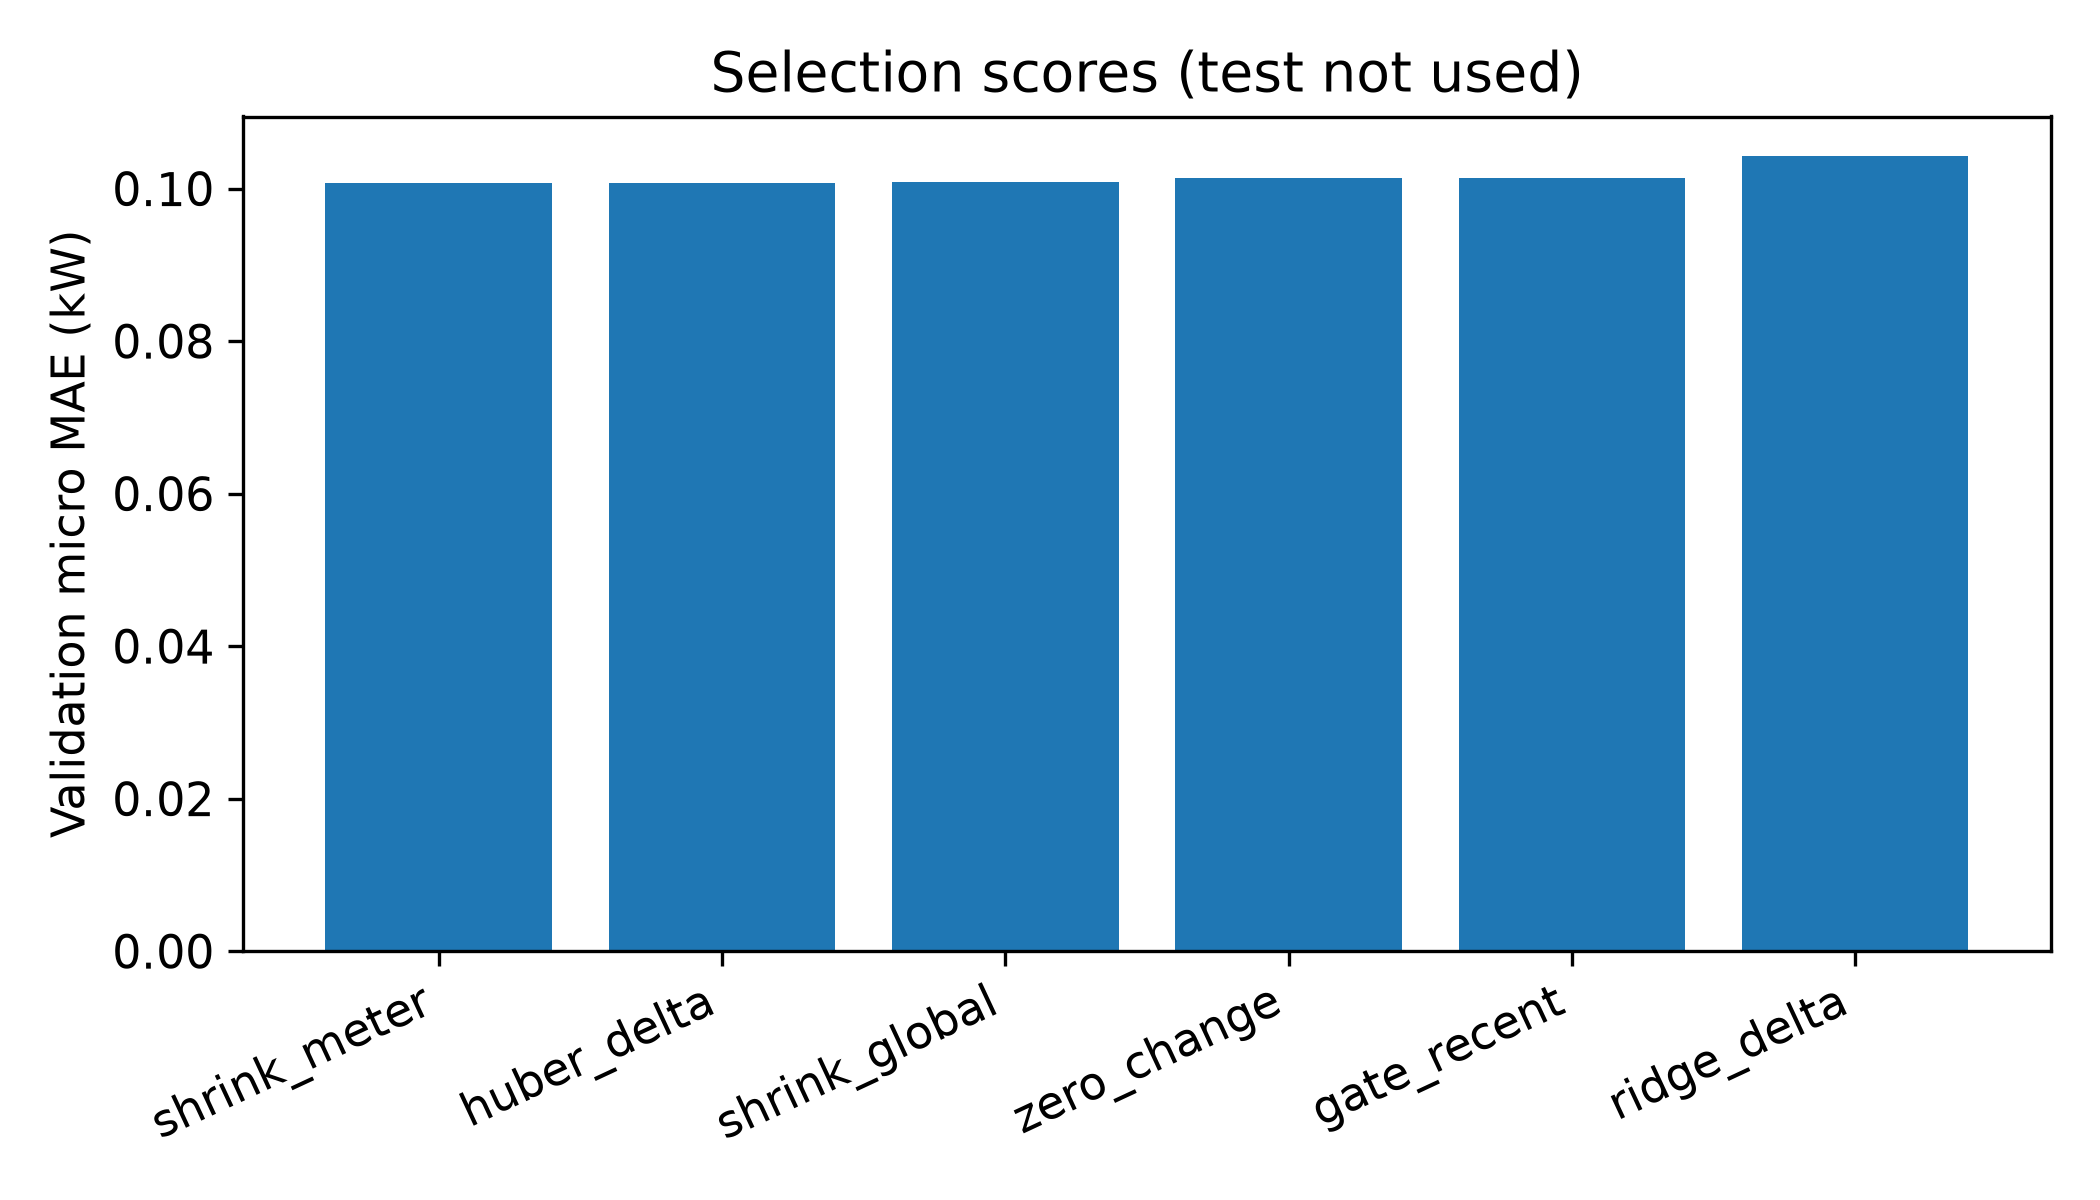 Selection scores (test not used)
Validation micro MAE (kW)
0.10
0.08
0.06
0.04
0.02
0.00
shrink_meter
huber_delta
shrink_global
zero_change
gate_recent
ridge_delta